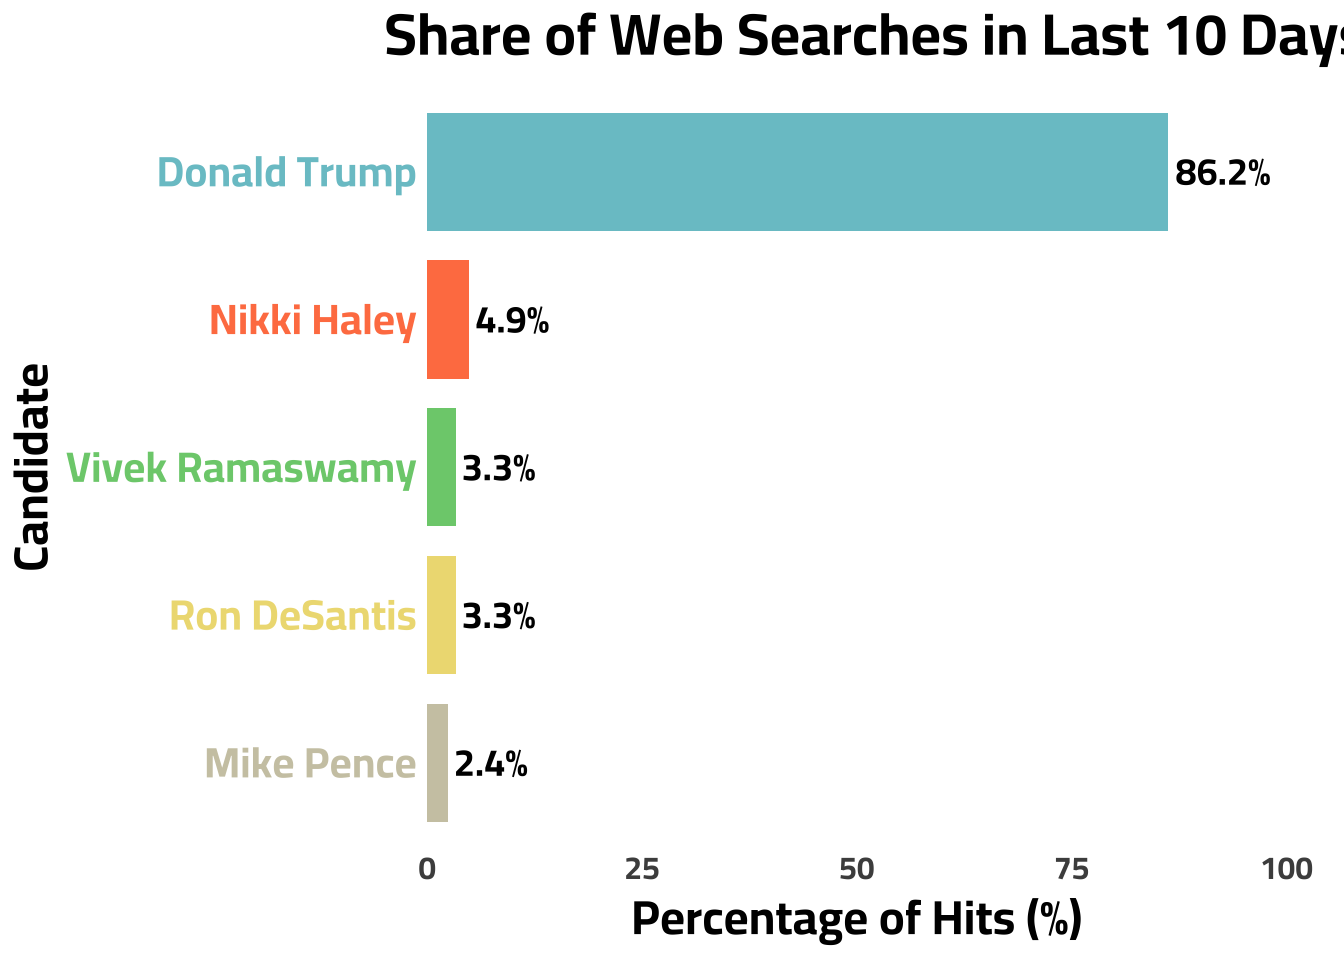 Share of Web Searches in Last 10 Days
Donald Trump
86.2%
Nikki Haley
4.9%
Vivek Ramaswamy
3.3%
Ron DeSantis
3.3%
Mike Pence
2.4%
Candidate
0 25 50 75 100
Percentage of Hits (%)